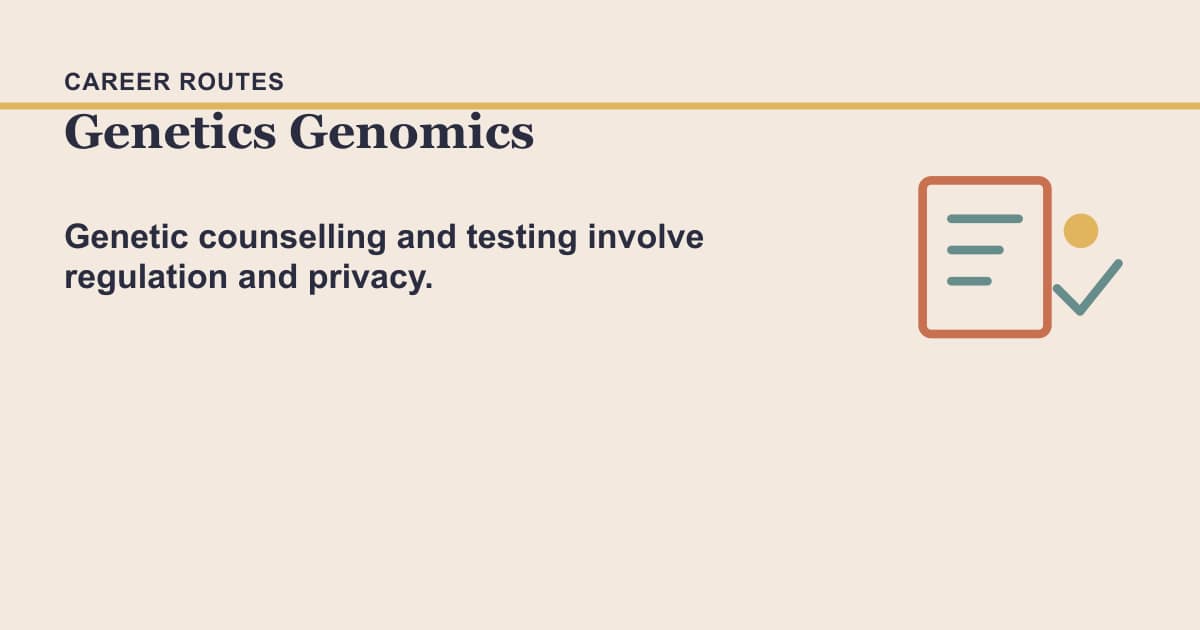 CAREER ROUTES
Genetics Genomics
Genetic counselling and testing involve
regulation and privacy.